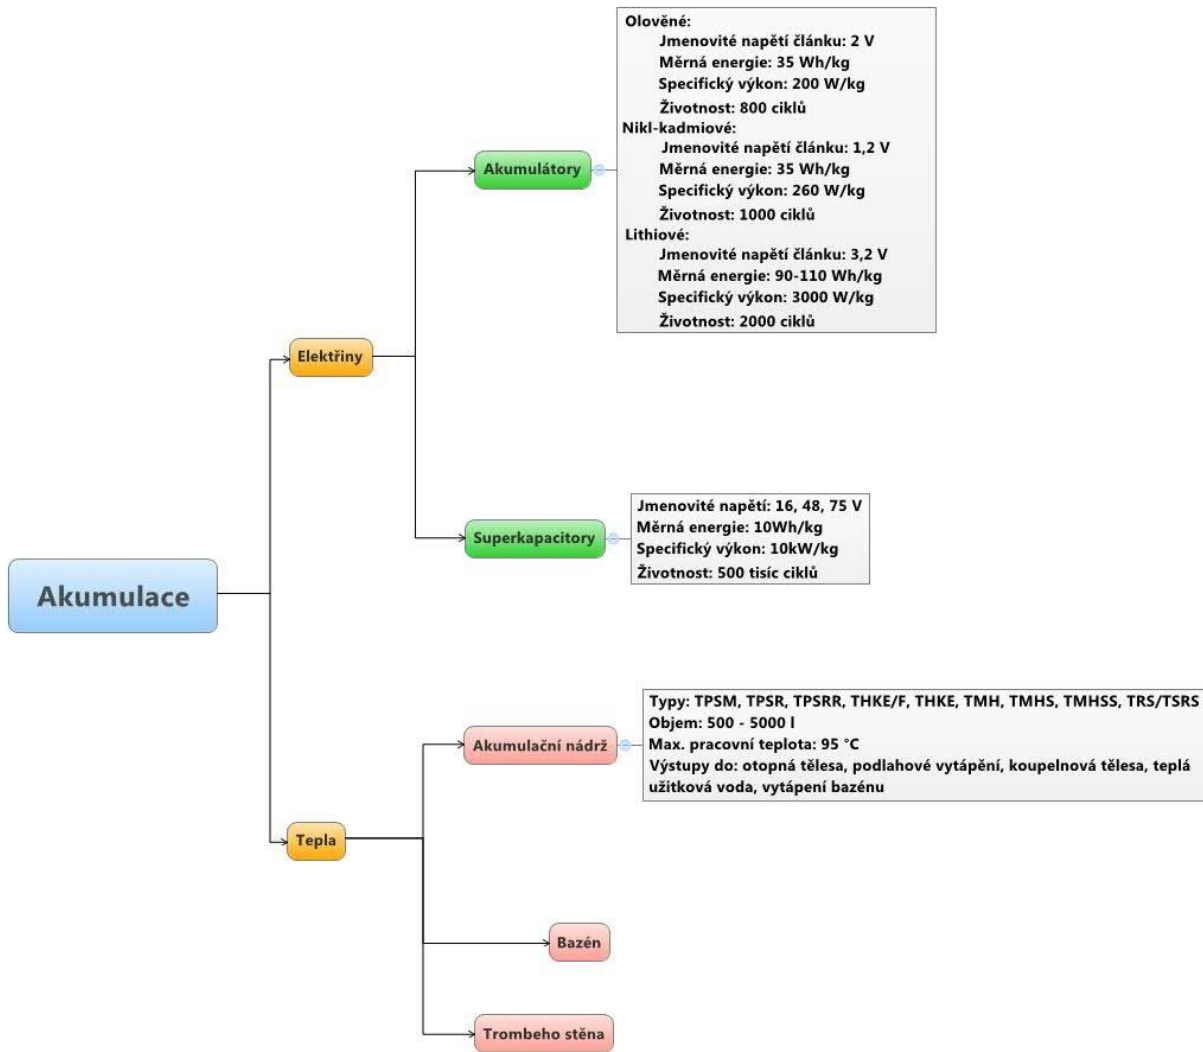 Olověné:
Jmenovité napětí článku: 2 V
Měrná energie: 35 Wh/kg
Specifický výkon: 200 W/kg
Životnost: 800 ciklů
Nikl-kadmiové:
Jmenovité napětí článku: 1,2 V
Měrná energie: 35 Wh/kg
Specifický výkon: 260 W/kg
Životnost: 1000 ciklů
Lithiové:
Jmenovité napětí článku: 3,2 V
Měrná energie: 90-110 Wh/kg
Specifický výkon: 3000 W/kg
Životnost: 2000 ciklů
Akumulátory
Elektřiny
Superkapacitory
Jmenovité napětí: 16, 48, 75 V
Měrná energie: 10Wh/kg
Specifický výkon: 10kW/kg
Životnost: 500 tisíc ciklů
Akumulace
Typy: TPSM, TPSR, TPSRR, THKE/F, THKE, TMH, TMHS, TMHSS, TRS/TSRS
Objem: 500 - 5000 l
Max. pracovní teplota: 95 °C
Výstupy do: otopná tělesa, podlahové vytápění, koupelnová tělesa, teplá
užitková voda, vytápení bazénu
Akumulační nádrž
Tepla
Bazén
Trombeho stěna